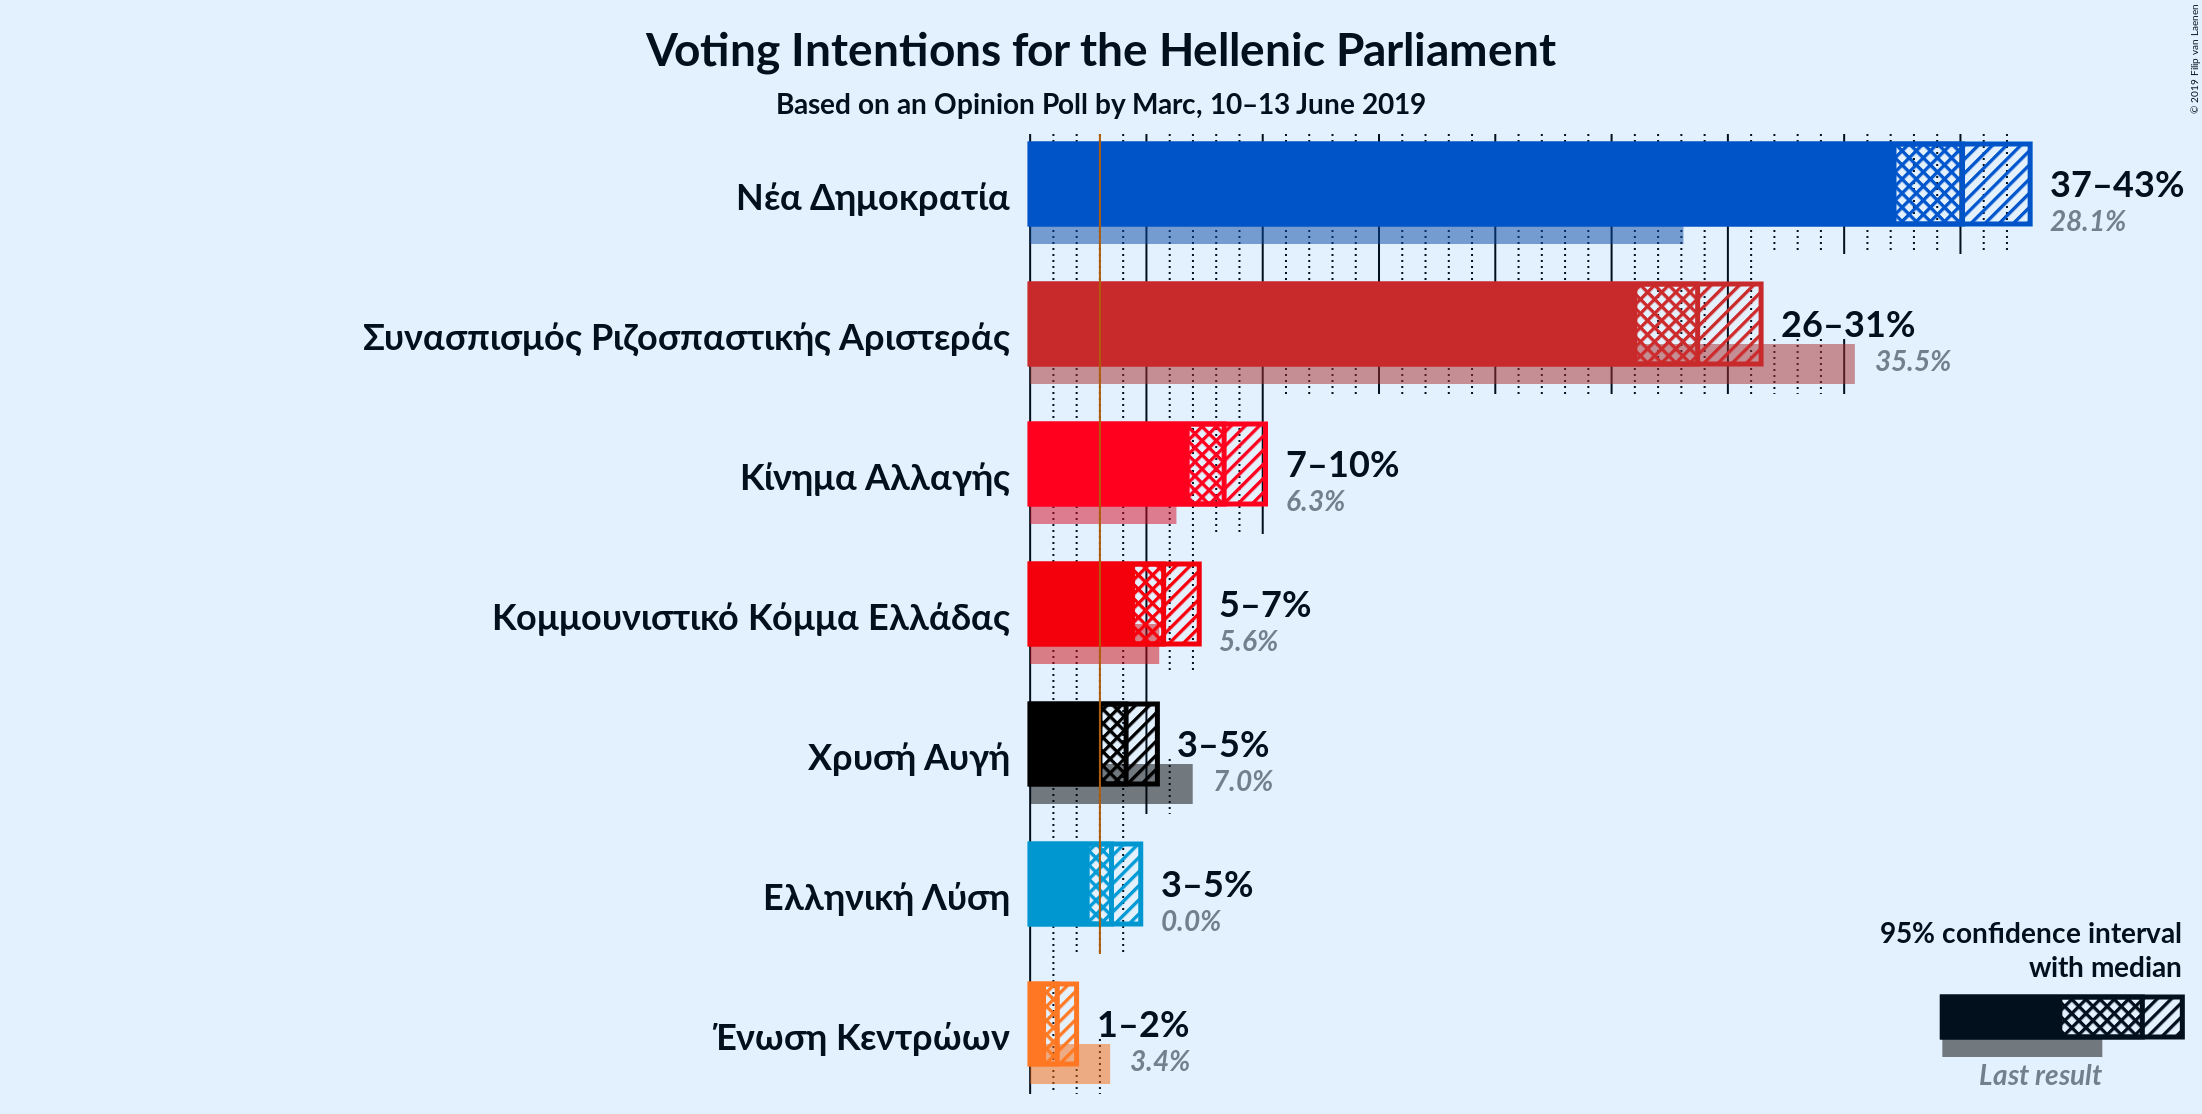 Voting Intentions for the Hellenic Parliament
Based on an Opinion Poll by Marc, 10–13 June 2019
© 2019 Filip van Laenen
Νέα Δημοκρατία
37–43%
28.1%
Συνασπισμός Ριζοσπαστικής Αριστεράς
26–31%
35.5%
Κίνημα Αλλαγής
7–10%
6.3%
Κομμουνιστικό Κόμμα Ελλάδας
5–7%
5.6%
Χρυσή Αυγή
3–5%
7.0%
Ελληνική Λύση
3–5%
0.0%
Ένωση Κεντρώων
1–2%
3.4%
95% confidence interval
with median
Last result